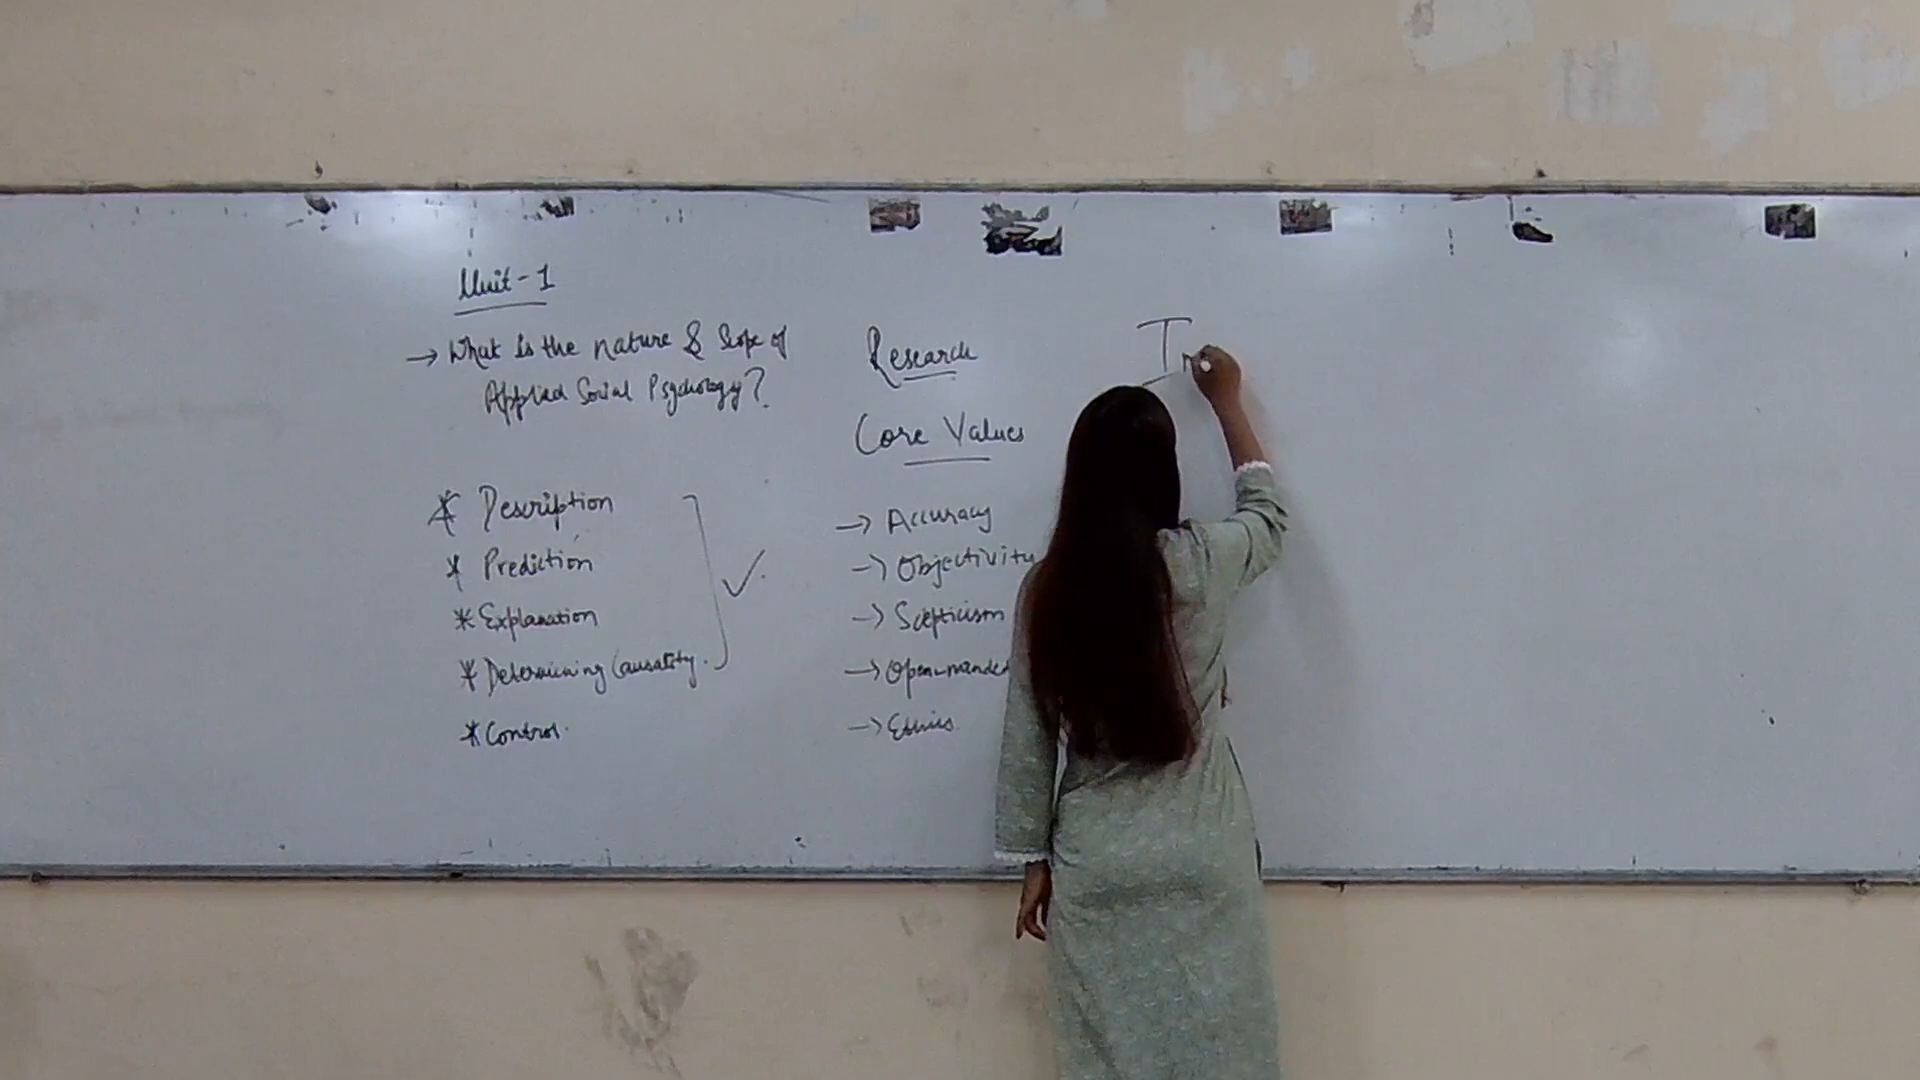 Unit - 1
→ What is the nature & Scope of
Applied Social Psychology?
* Description
* Prediction
* Explanation
* Determining Causality.
* Control.
Research
Core Values
→ Accuracy
→ Objectivity
→ Scepticism
→ Ethics.